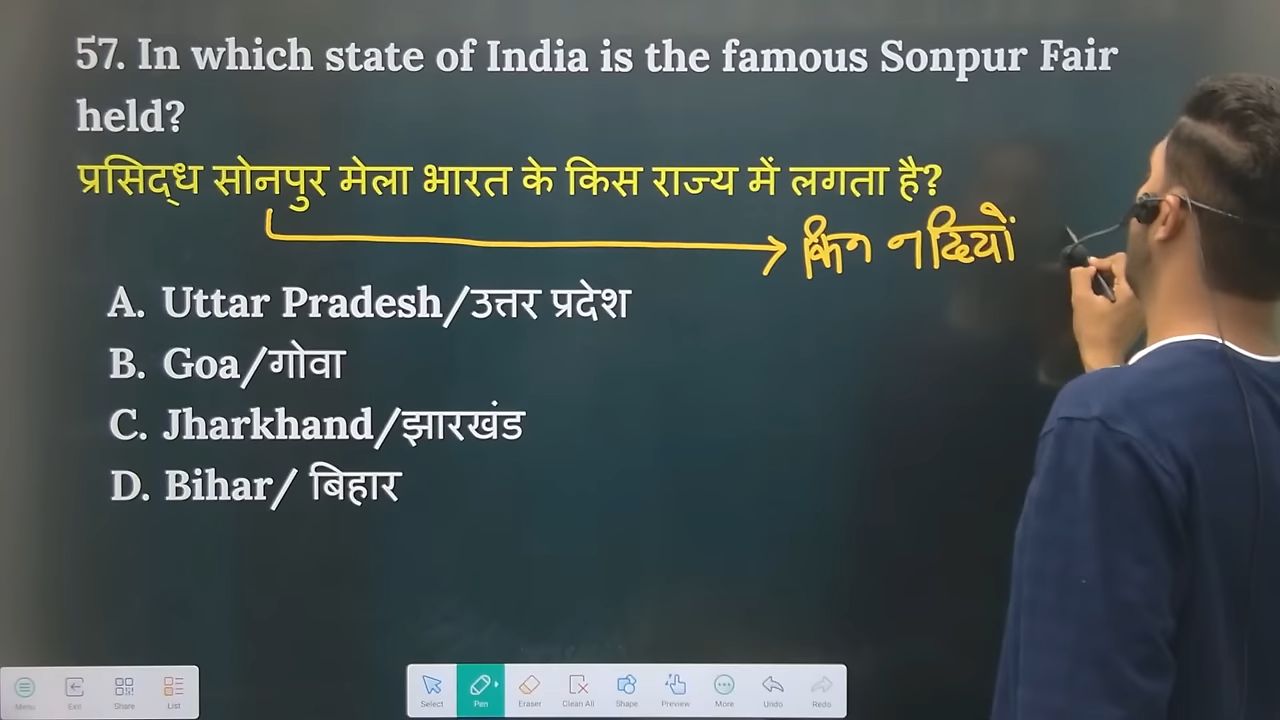 57. In which state of India is the famous Sonpur Fair
held?
प्रसिद्ध सोनपुर मेला भारत के किस राज्य में लगता है?
किन नदियों
A. Uttar Pradesh/उत्तर प्रदेश
B. Goa/गोवा
C. Jharkhand/झारखंड
D. Bihar/ बिहार
Menu Exit Share List Select Pen Eraser Clean All Shape Preview More Undo Redo